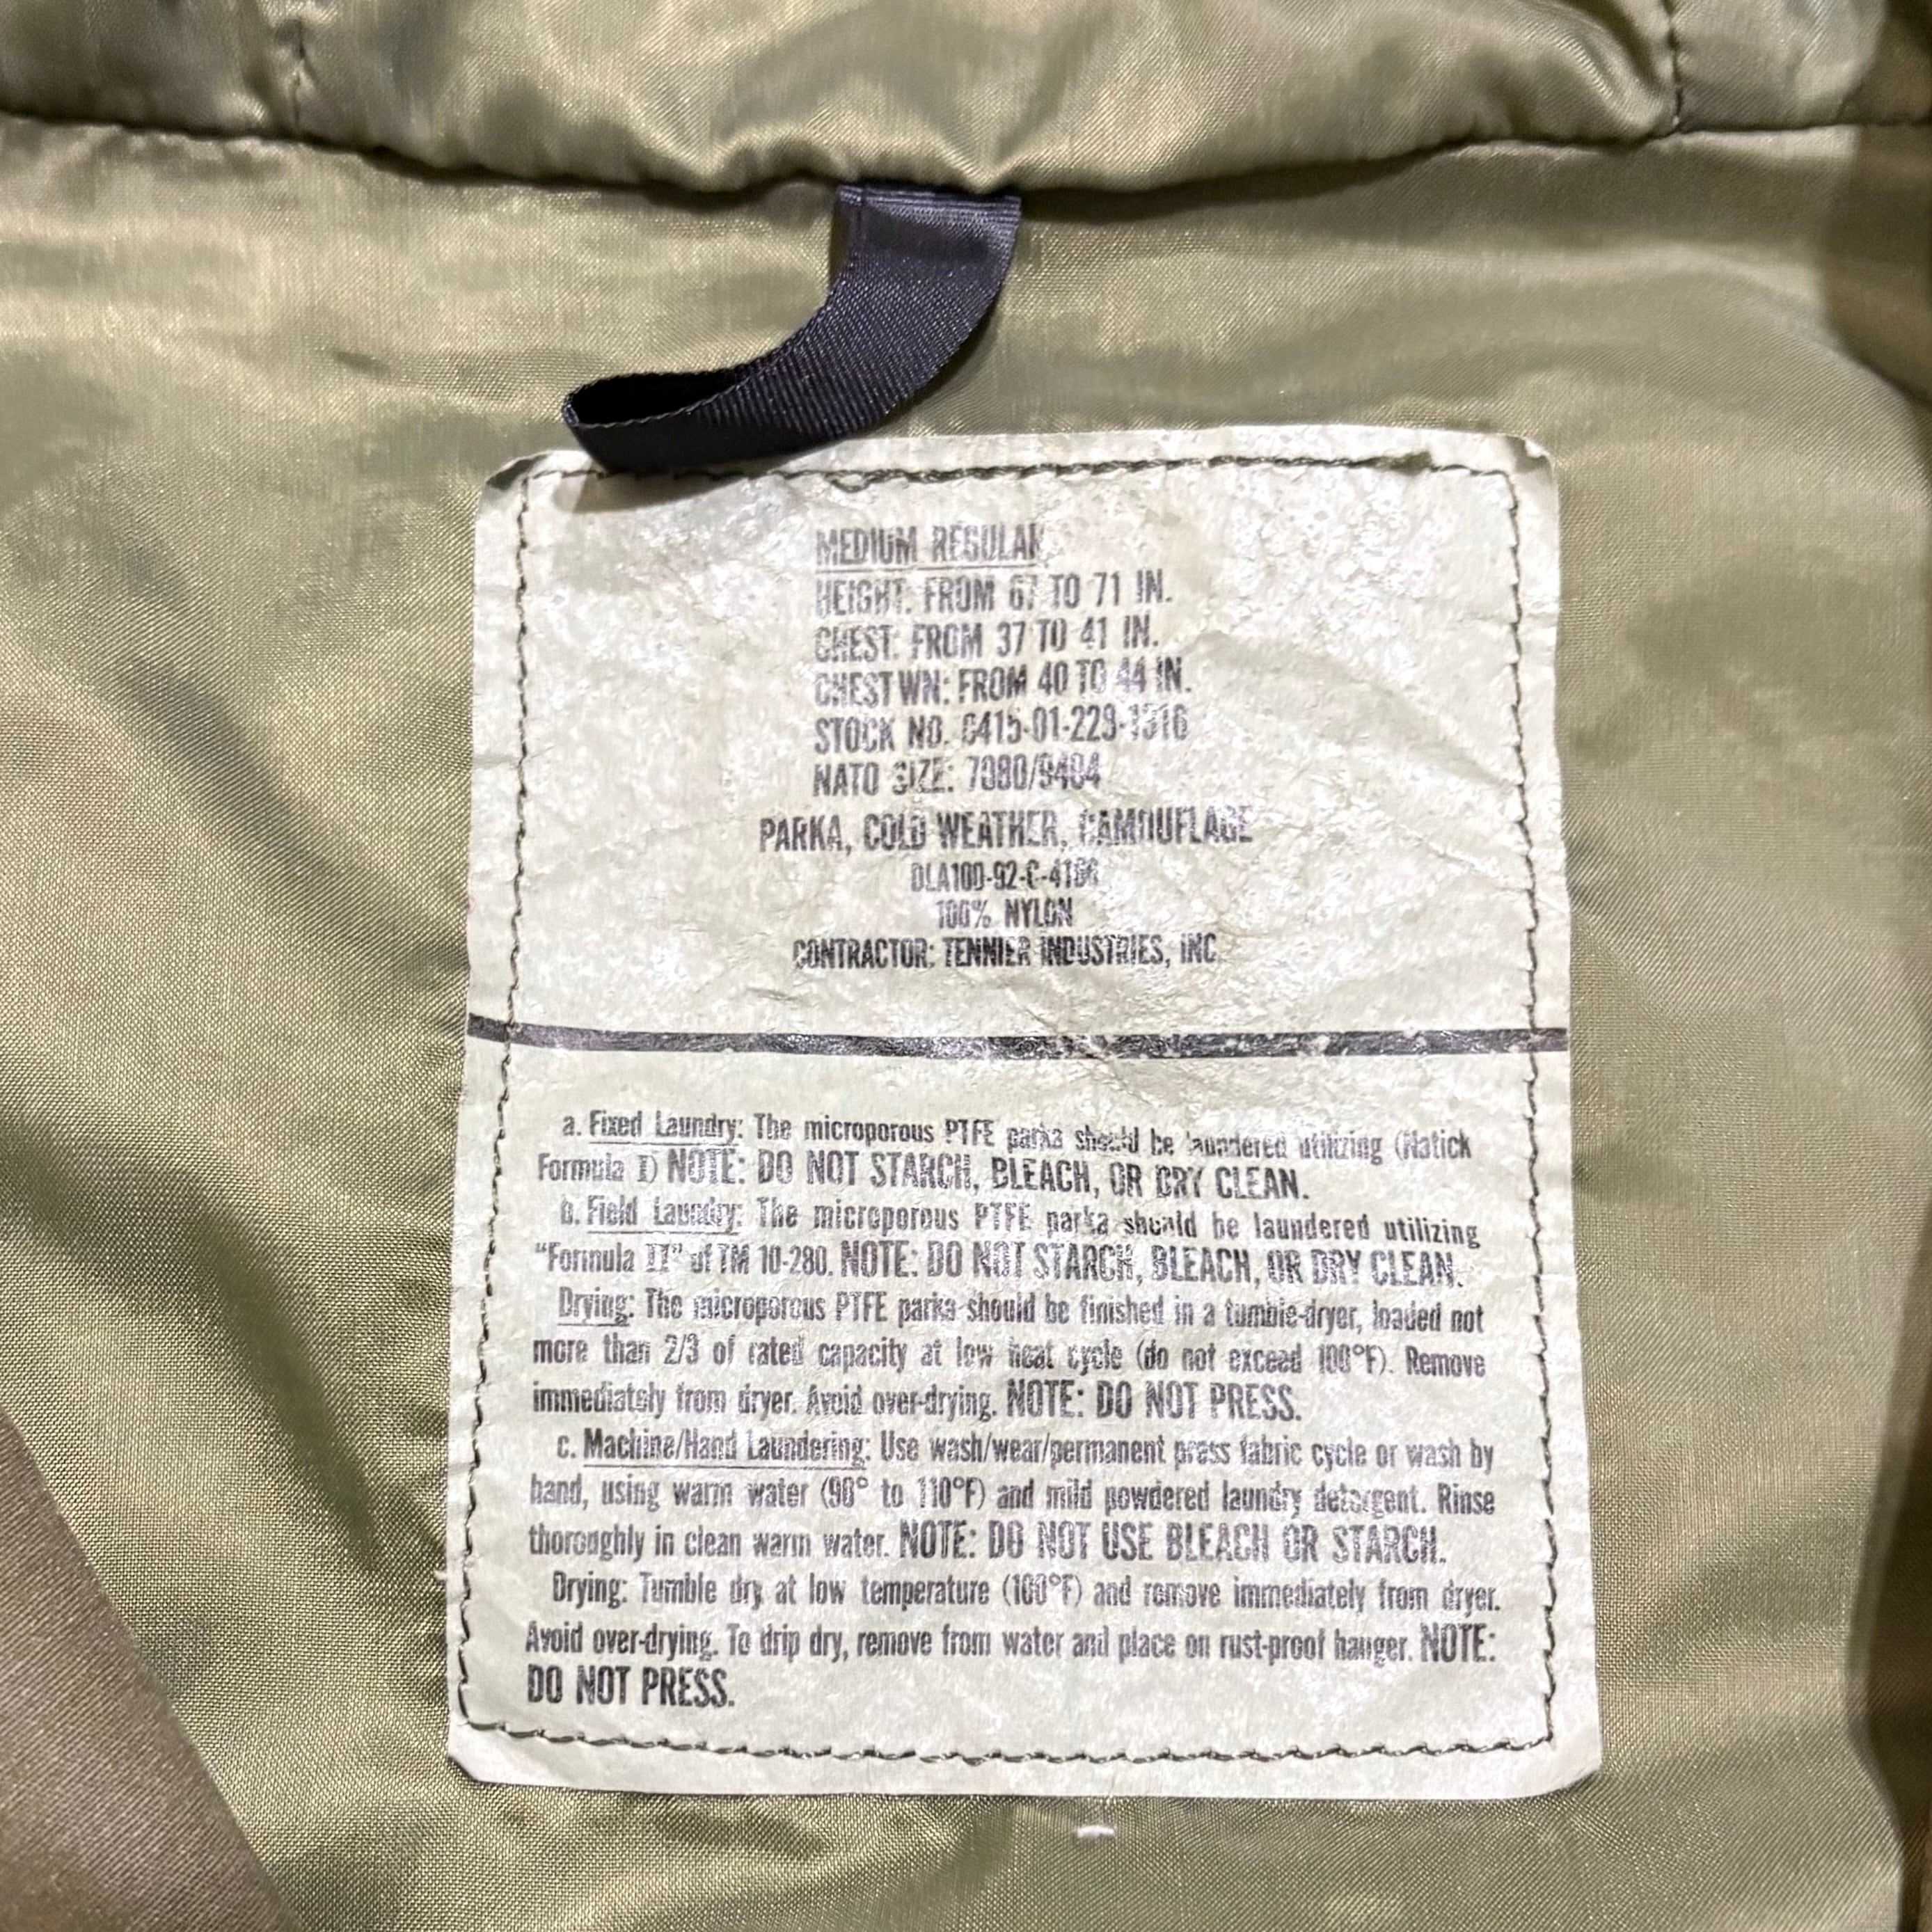 MEDIUM REGULAR
HEIGHT: FROM 67 TO 71 IN.
CHEST: FROM 37 TO 41 IN.
CHEST WN: FROM 40 TO 44 IN.
STOCK NO. 8415-01-228-1316
NATO SIZE: 7080/9404
PARKA, COLD WEATHER, CAMOUFLAGE
100% NYLON
CONTRACTOR: TENNIER INDUSTRIES, INC.
a. Fixed Laundry: The microporous PTFE parka should be laundered utilizing (Natick
Formula I) NOTE: DO NOT STARCH, BLEACH, OR DRY CLEAN.
b. Field Laundry: The microporous PTFE parka should be laundered utilizing
"Formula II" of TM 10-280. NOTE: DO NOT STARCH, BLEACH, OR DRY CLEAN.
Drying: The microporous PTFE parka should be finished in a tumble-dryer, loaded not
more than 2/3 of rated capacity at low heat cycle (do not exceed 100°F). Remove
immediately from dryer. Avoid over-drying. NOTE: DO NOT PRESS.
c. Machine/Hand Laundering: Use wash/wear/permanent press fabric cycle or wash by
hand, using warm water (90° to 110°F) and mild powdered laundry detergent. Rinse
thoroughly in clean warm water. NOTE: DO NOT USE BLEACH OR STARCH.
Drying: Tumble dry at low temperature (100°F) and remove immediately from dryer.
Avoid over-drying. To drip dry, remove from water and place on rust-proof hanger. NOTE:
DO NOT PRESS.